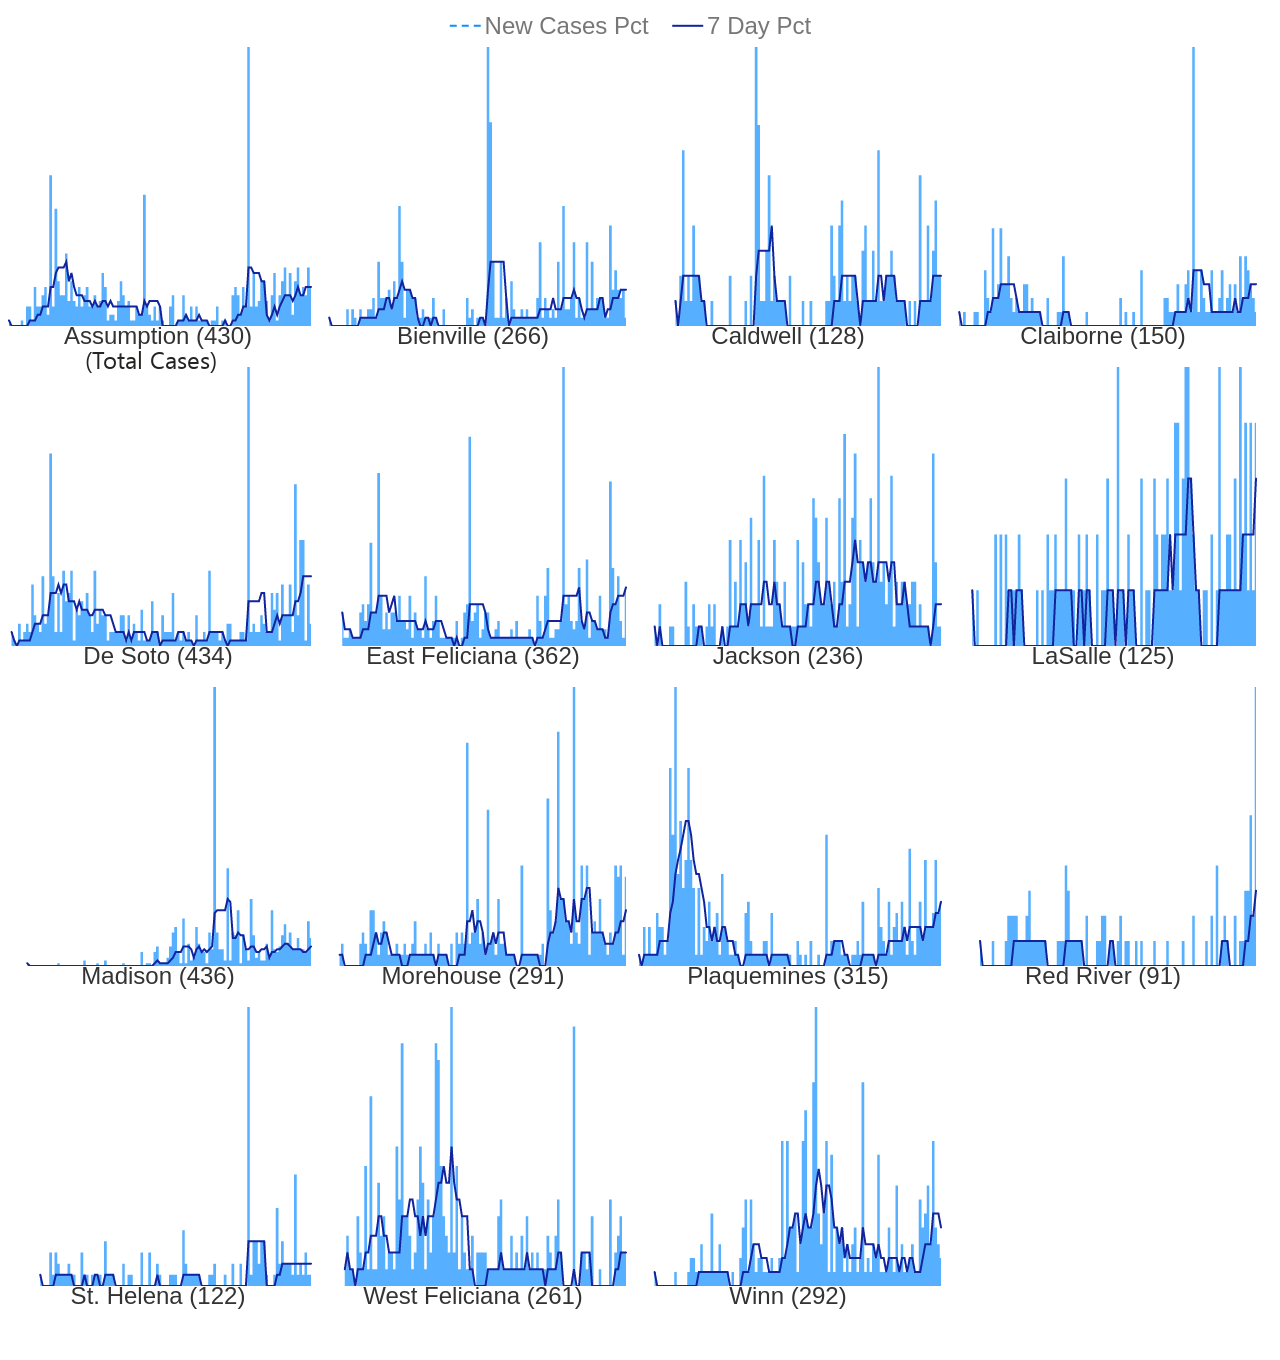 New Cases Pct 7 Day Pct
Assumption (430) Bienville (266) Caldwell (128) Claiborne (150)
(Total Cases)
De Soto (434) East Feliciana (362) Jackson (236) LaSalle (125)
Madison (436) Morehouse (291) Plaquemines (315) Red River (91)
St. Helena (122) West Feliciana (261) Winn (292)